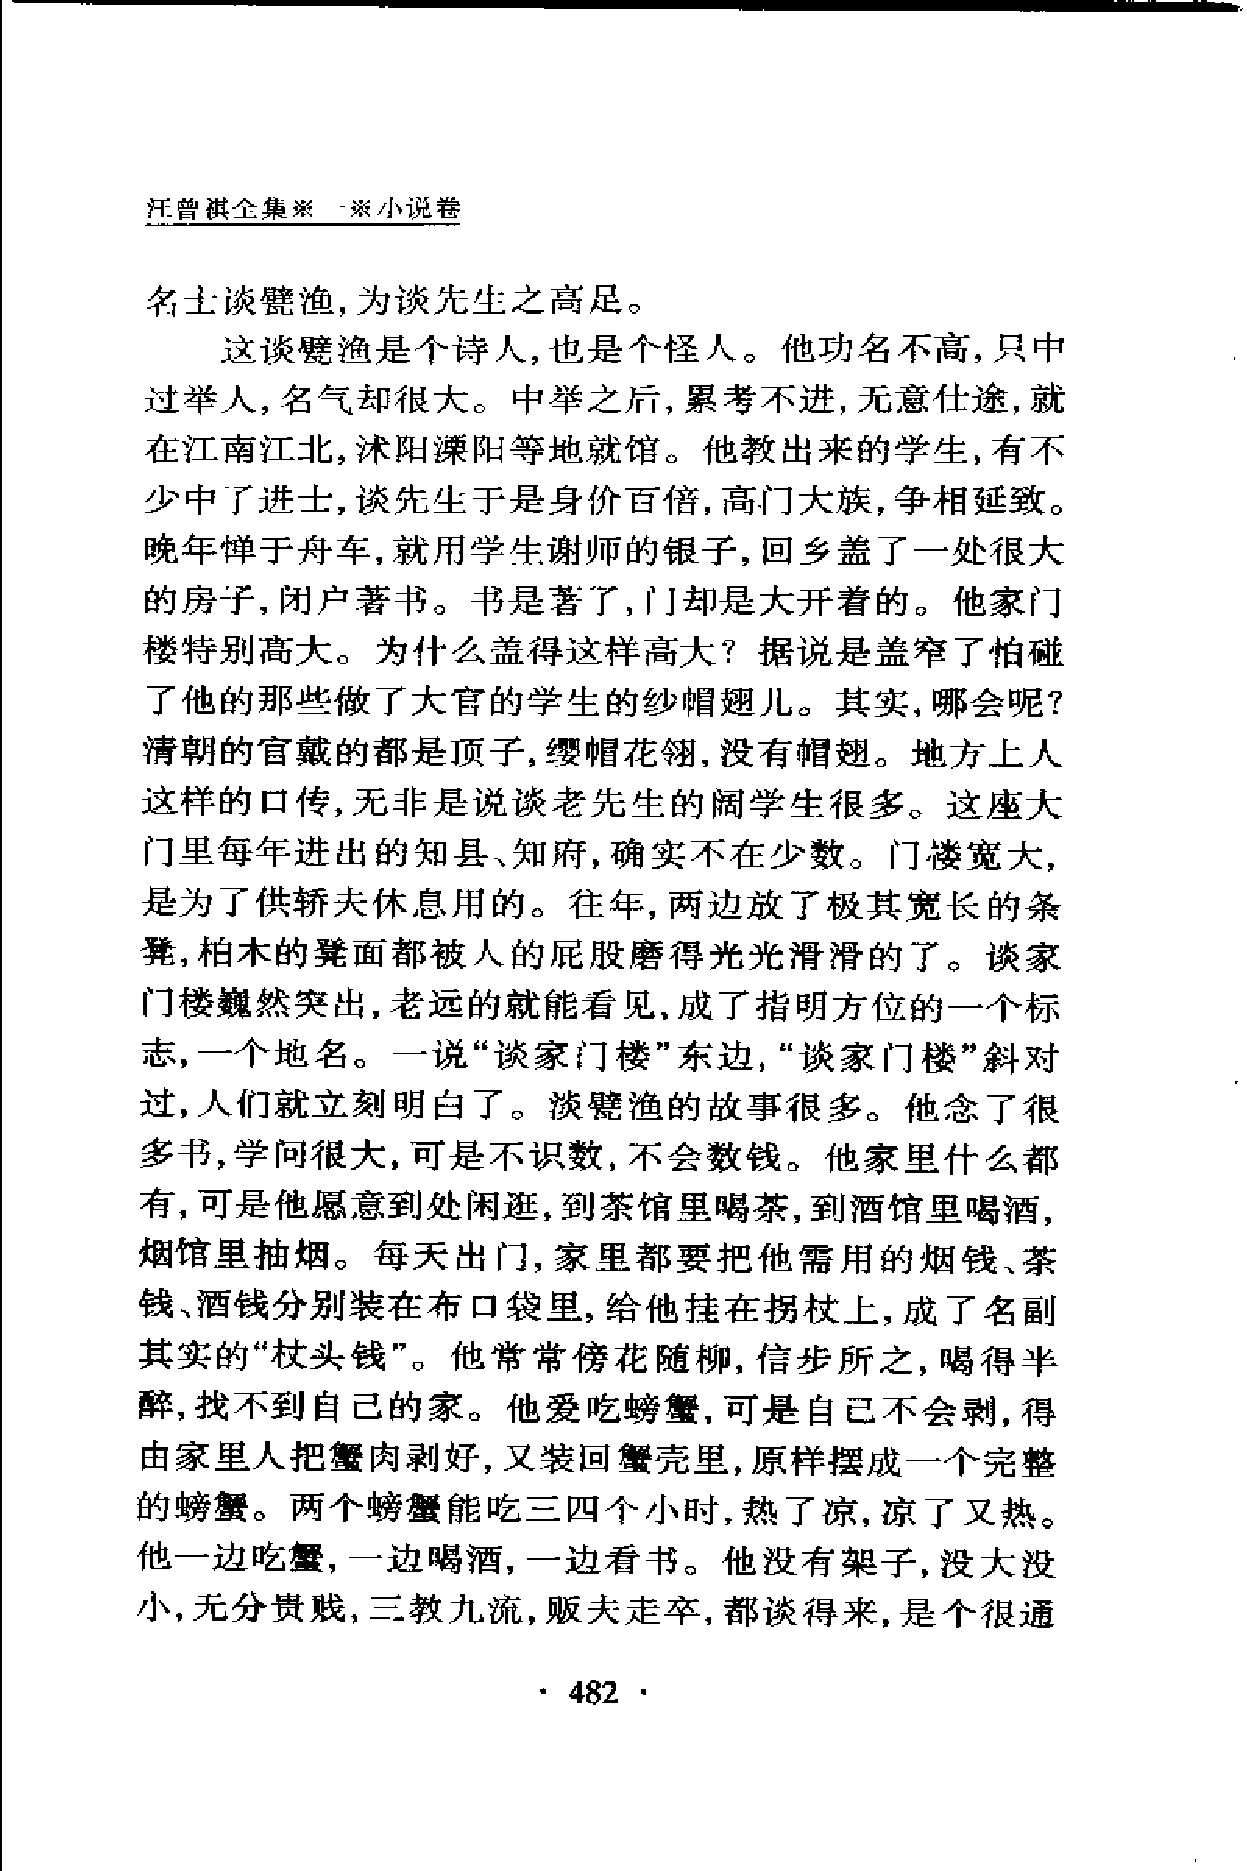 汪曾祺全集※一※小说卷
名士谈甓渔,为谈先生之高足。
这谈甓渔是个诗人,也是个怪人。他功名不高,只中
过举人,名气却很大。中举之后,累考不进,无意仕途,就
在江南江北,沭阳溧阳等地就馆。他教出来的学生,有不
少中了进士,谈先生于是身价百倍,高门大族,争相延致。
晚年惮于舟车,就用学生谢师的银子,回乡盖了一处很大
的房子,闭户著书。书是著了,门却是大开着的。他家门
楼特别高大。为什么盖得这样高大?据说是盖窄了怕碰
了他的那些做了大官的学生的纱帽翅儿。其实,哪会呢?
清朝的官戴的都是顶子,缨帽花翎,没有帽翅。地方上人
这样的口传,无非是说谈老先生的阔学生很多。这座大
门里每年进出的知县、知府,确实不在少数。门楼宽大,
是为了供轿夫休息用的。往年,两边放了极其宽长的条
凳,柏木的凳面都被人的屁股磨得光光滑滑的了。谈家
门楼巍然突出,老远的就能看见,成了指明方位的一个标
志,一个地名。一说“谈家门楼”东边,“谈家门楼”斜对
过,人们就立刻明白了。谈甓渔的故事很多。他念了很
多书,学问很大,可是不识数,不会数钱。他家里什么都
有,可是他愿意到处闲逛,到茶馆里喝茶,到酒馆里喝酒,
烟馆里抽烟。每天出门,家里都要把他需用的烟钱、茶
钱、酒钱分别装在布口袋里,给他挂在拐杖上,成了名副
其实的“杖头钱”。他常常傍花随柳,信步所之,喝得半
醉,找不到自己的家。他爱吃螃蟹,可是自己不会剥,得
由家里人把蟹肉剥好,又装回蟹壳里,原样摆成一个完整
的螃蟹。两个螃蟹能吃三四个小时,热了凉,凉了又热。
他一边吃蟹,一边喝酒,一边看书。他没有架子,没大没
小,无分贵贱,三教九流,贩夫走卒,都谈得来,是个很通
· 482 ·